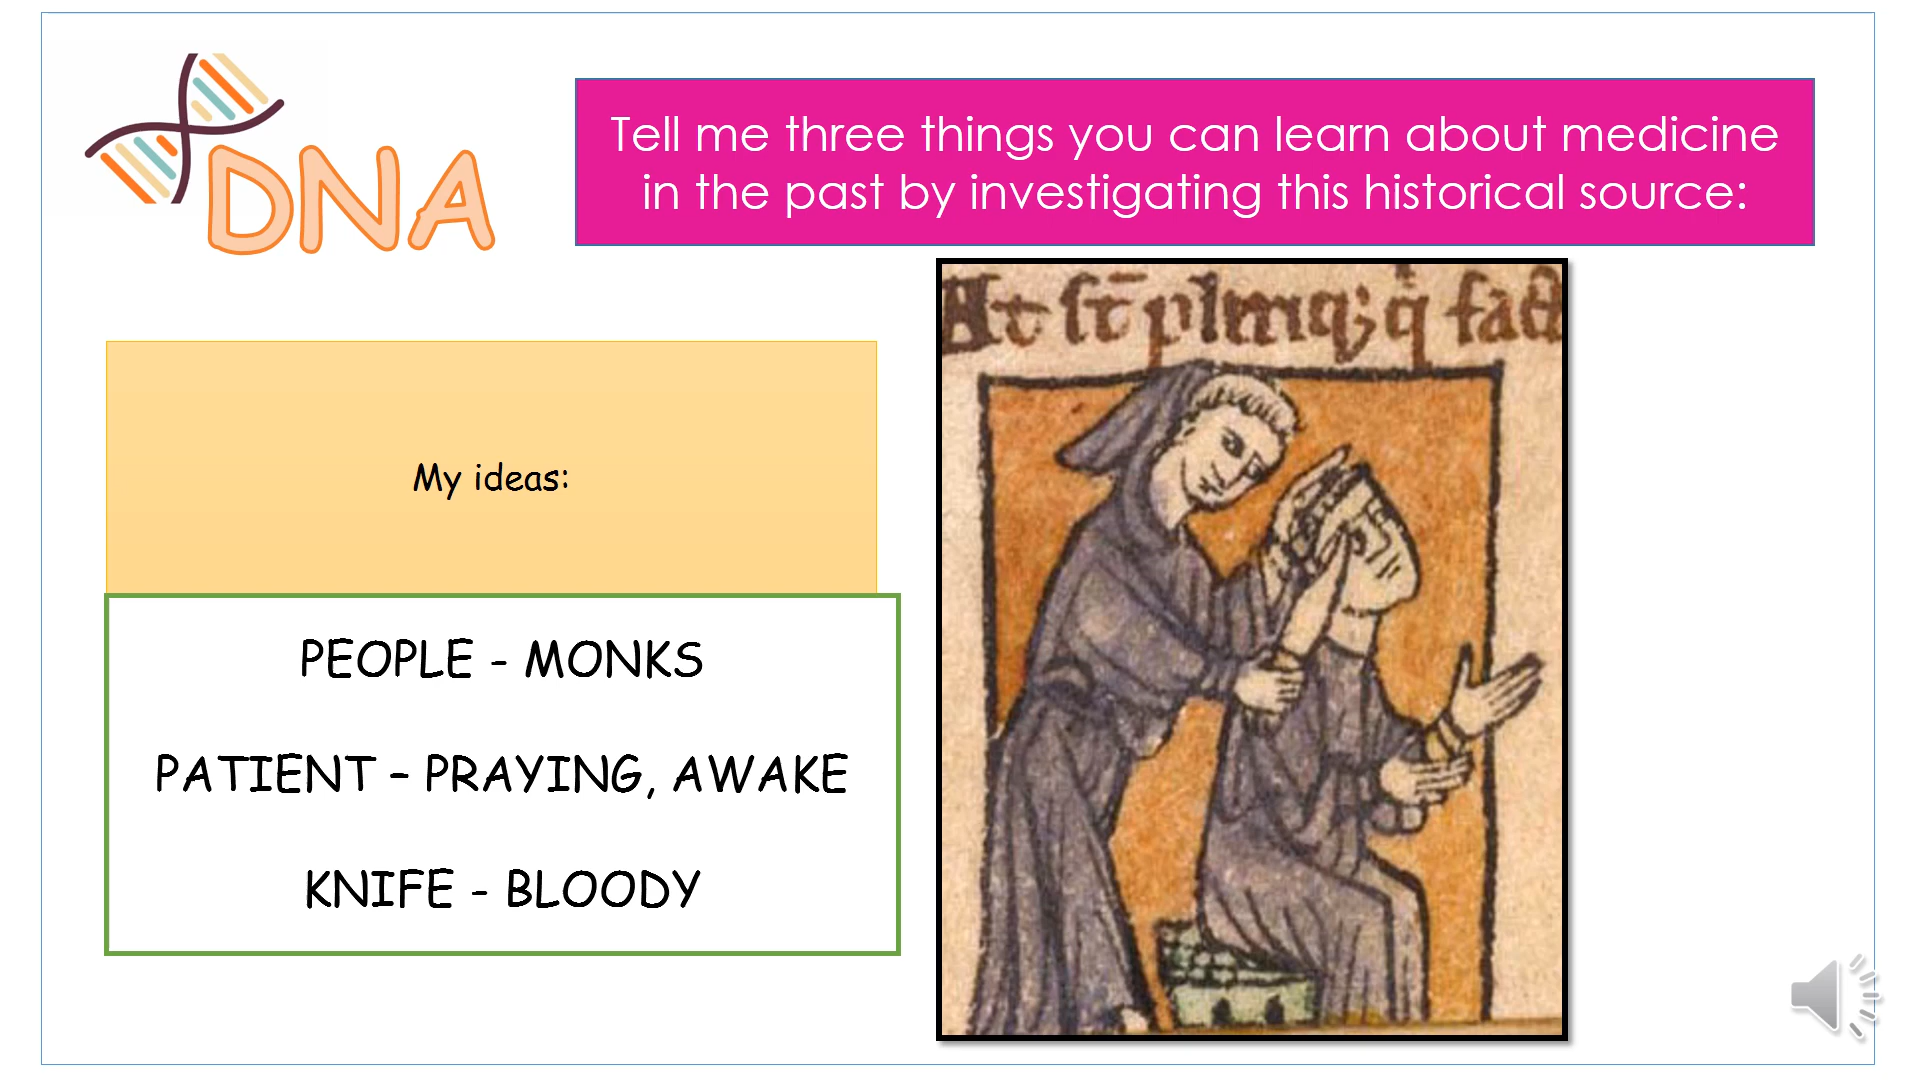 DNA
Tell me three things you can learn about medicine
in the past by investigating this historical source:
My ideas:
PEOPLE - MONKS
PATIENT – PRAYING, AWAKE
KNIFE - BLOODY